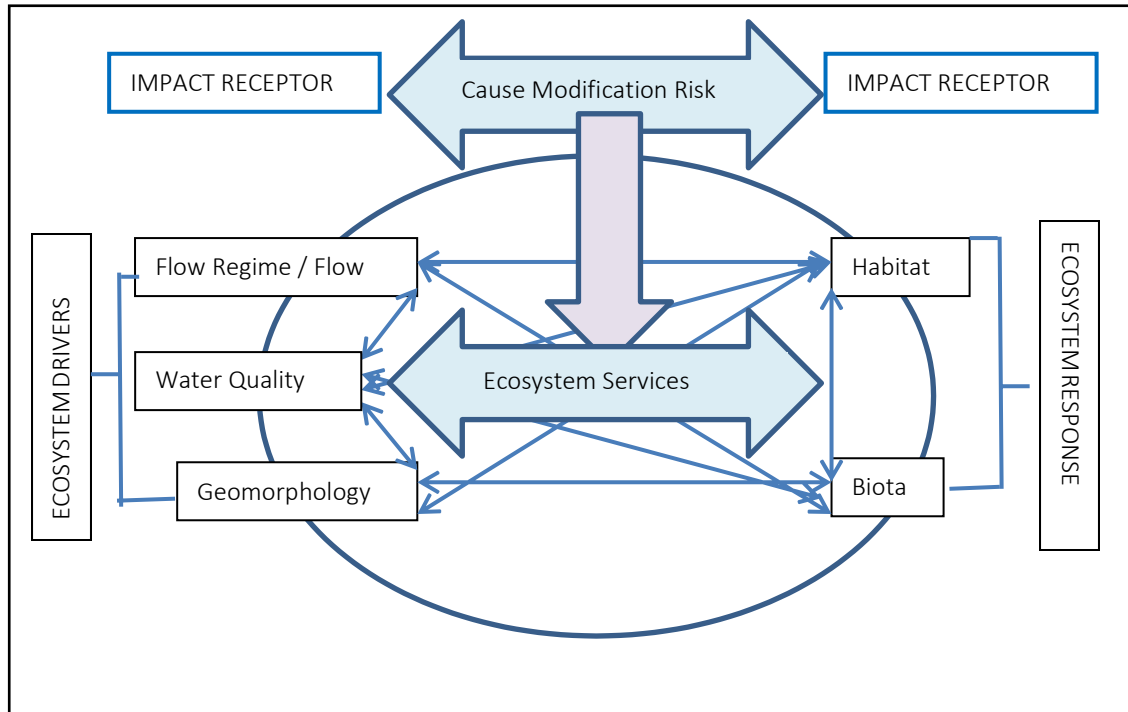 IMPACT RECEPTOR
Cause Modification Risk
IMPACT RECEPTOR
ECOSYSTEM DRIVERS
Flow Regime / Flow
Water Quality
Geomorphology
Ecosystem Services
Habitat
Biota
ECOSYSTEM RESPONSE